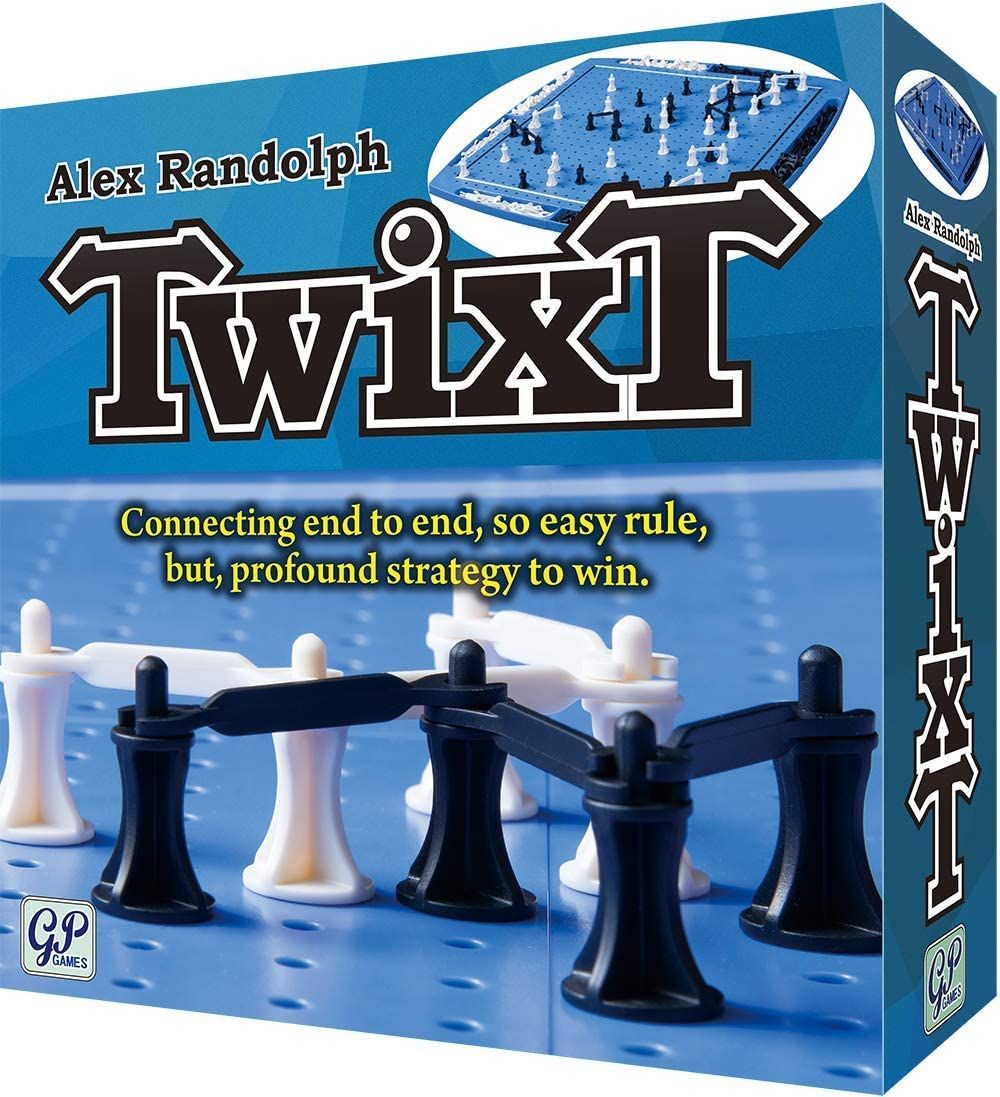 Alex Randolph
TwixT
Connecting end to end, so easy rule,
but, profound strategy to win.
GP
GAMES
Alex Randolph
TWiXT
GP
GAMES